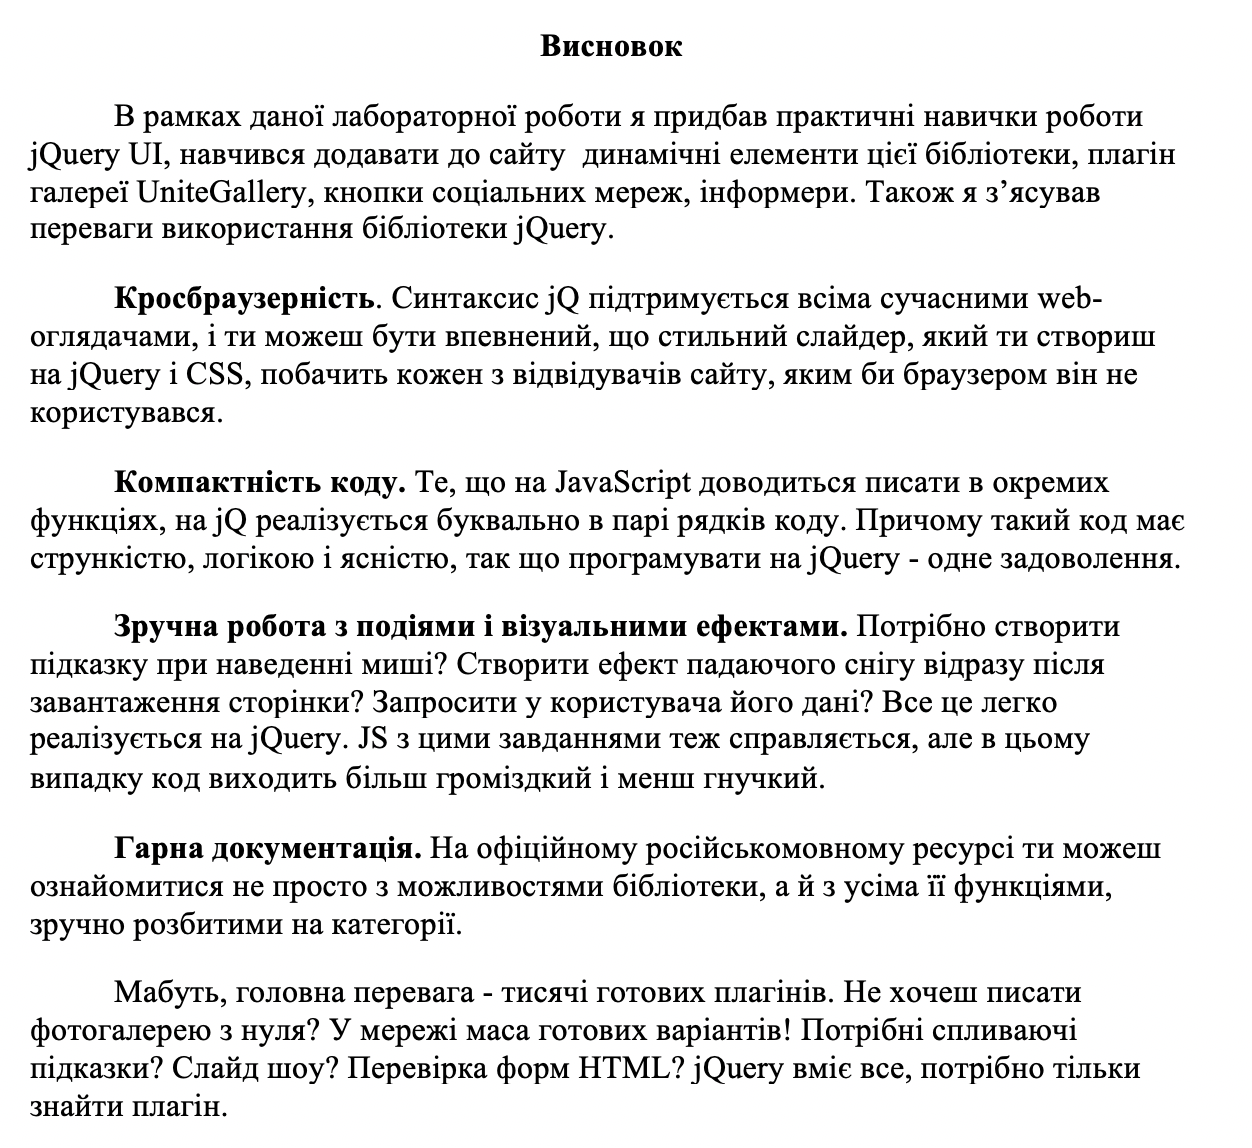 Висновок
В рамках даної лабораторної роботи я придбав практичні навички роботи
jQuery UI, навчився додавати до сайту  динамічні елементи цієї бібліотеки, плагін
галереї UniteGallery, кнопки соціальних мереж, інформери. Також я з’ясував
переваги використання бібліотеки jQuery.
Кросбраузерність. Синтаксис jQ підтримується всіма сучасними web-
оглядачами, і ти можеш бути впевнений, що стильний слайдер, який ти створиш
на jQuery і CSS, побачить кожен з відвідувачів сайту, яким би браузером він не
користувався.
Компактність коду. Те, що на JavaScript доводиться писати в окремих
функціях, на jQ реалізується буквально в парі рядків коду. Причому такий код має
стрункістю, логікою і ясністю, так що програмувати на jQuery - одне задоволення.
Зручна робота з подіями і візуальними ефектами. Потрібно створити
підказку при наведенні миші? Створити ефект падаючого снігу відразу після
завантаження сторінки? Запросити у користувача його дані? Все це легко
реалізується на jQuery. JS з цими завданнями теж справляється, але в цьому
випадку код виходить більш громіздкий і менш гнучкий.
Гарна документація. На офіційному російськомовному ресурсі ти можеш
ознайомитися не просто з можливостями бібліотеки, а й з усіма її функціями,
зручно розбитими на категорії.
Мабуть, головна перевага - тисячі готових плагінів. Не хочеш писати
фотогалерею з нуля? У мережі маса готових варіантів! Потрібні спливаючі
підказки? Слайд шоу? Перевірка форм HTML? jQuery вміє все, потрібно тільки
знайти плагін.